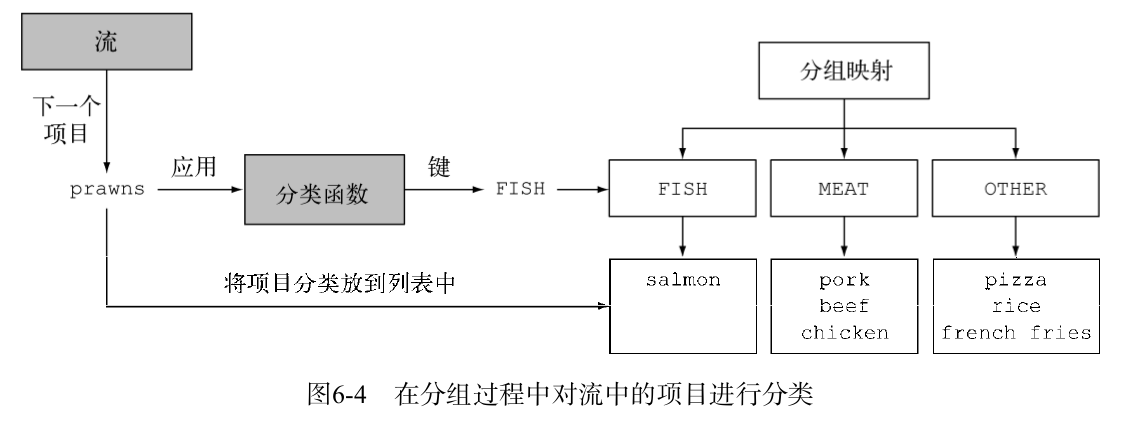 流
下一个
项目
prawns
应用
分类函数
键
FISH
将项目分类放到列表中
分组映射
FISH
MEAT
OTHER
salmon
pork
beef
chicken
pizza
rice
french fries
图6-4 在分组过程中对流中的项目进行分类